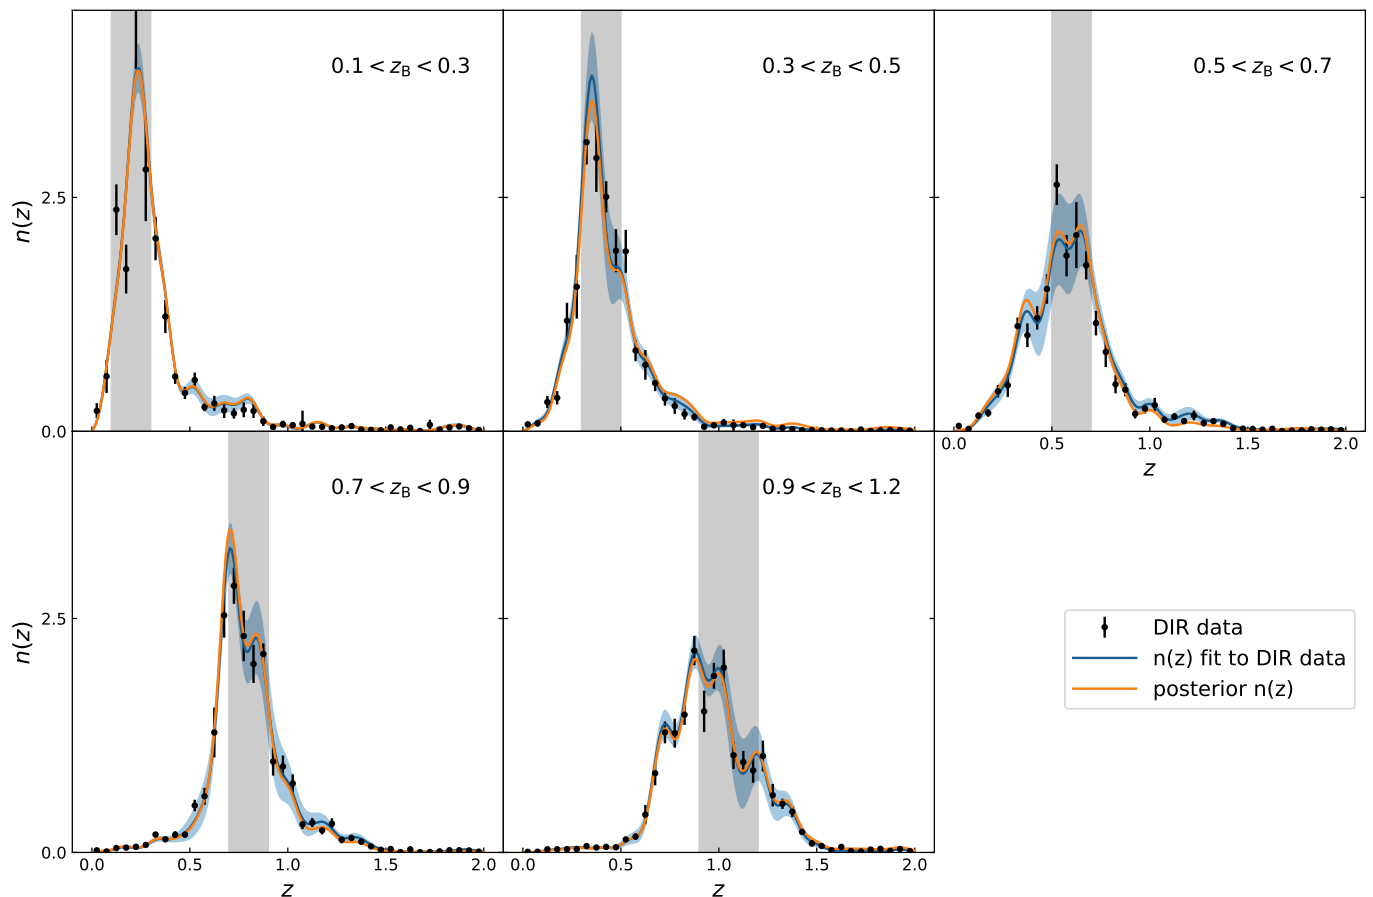 0.1 < z_B < 0.3
0.3 < z_B < 0.5
0.5 < z_B < 0.7
n(z)
2.5
0.0
0.5 1.0 1.5 2.0
z
0.7 < z_B < 0.9
0.9 < z_B < 1.2
n(z)
2.5
0.0
0.0 0.5 1.0 1.5 2.0
0.0 0.5 1.0 1.5 2.0
z
z
DIR data
n(z) fit to DIR data
posterior n(z)